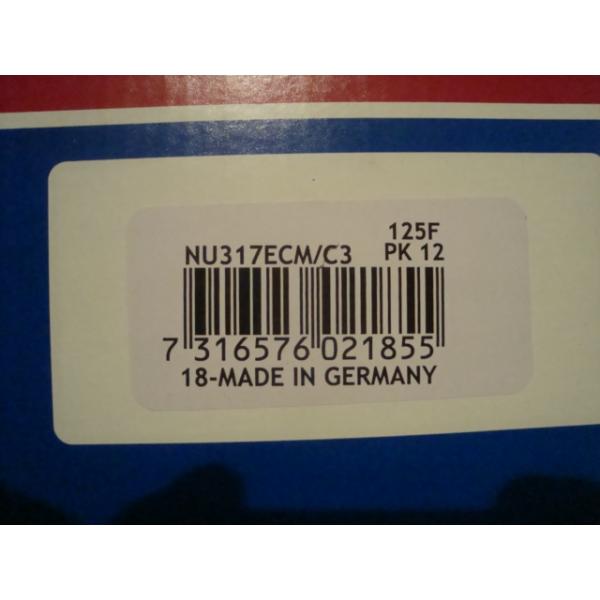 125F
NU317ECM/C3 PK 12
7 316576 021855
18-MADE IN GERMANY